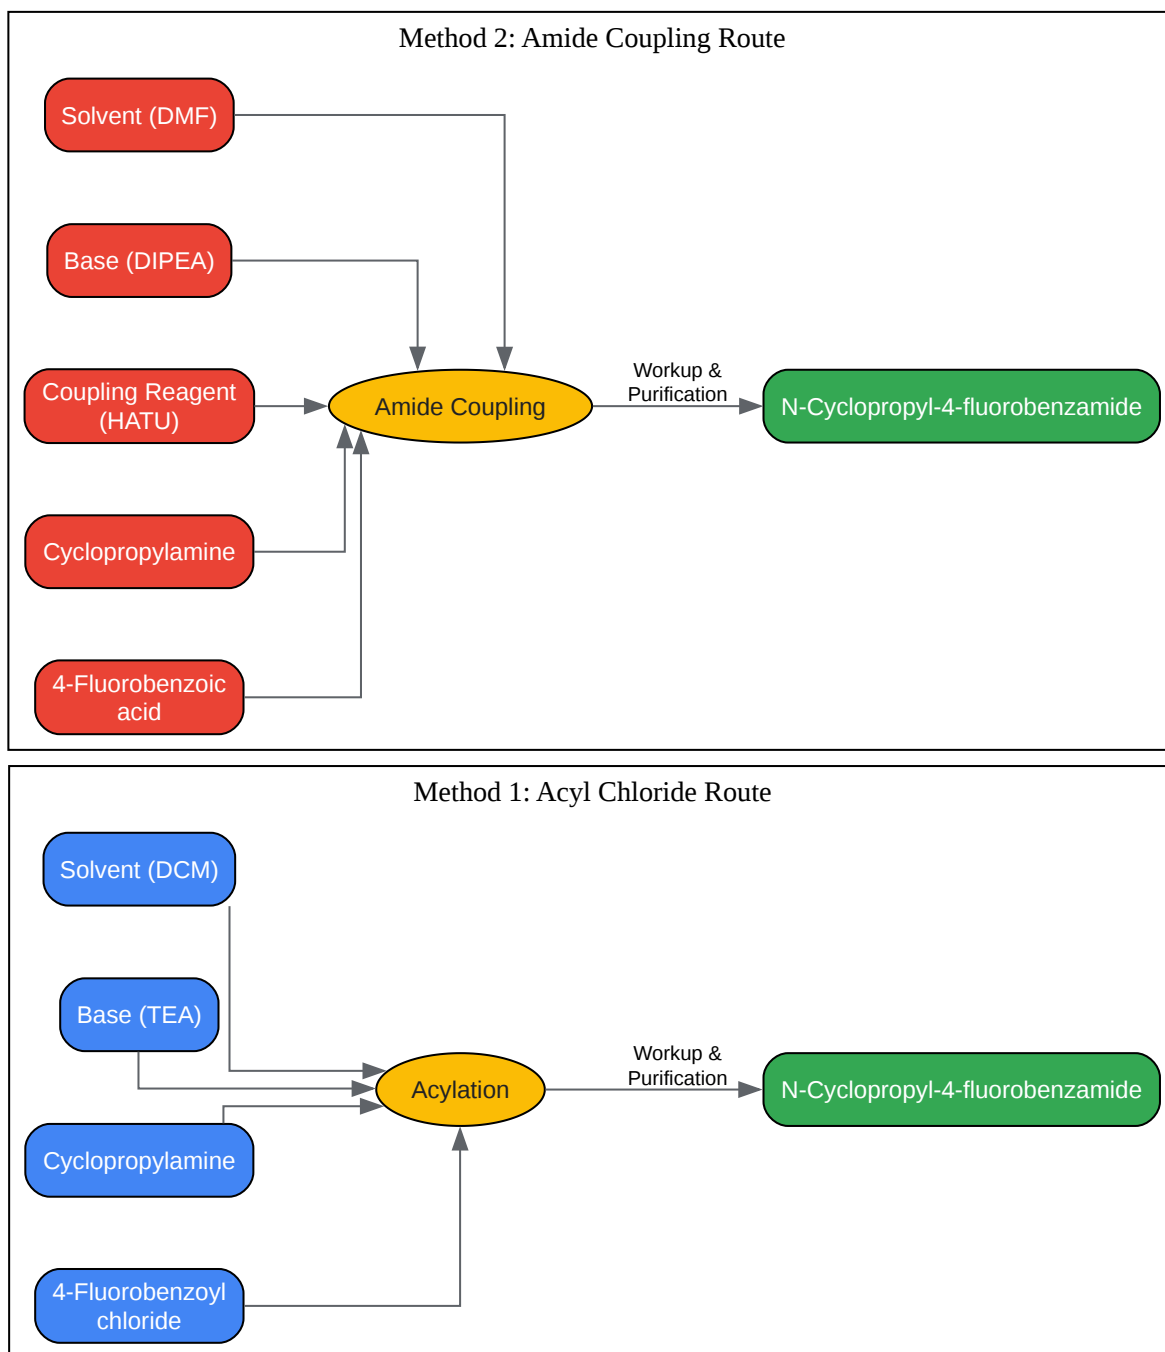 Method 2: Amide Coupling Route
Solvent (DMF)
Base (DIPEA)
Coupling Reagent
(HATU)
Amide Coupling
Workup &
Purification
N-Cyclopropyl-4-fluorobenzamide
Cyclopropylamine
4-Fluorobenzoic
acid
Method 1: Acyl Chloride Route
Solvent (DCM)
Base (TEA)
Acylation
Workup &
Purification
N-Cyclopropyl-4-fluorobenzamide
Cyclopropylamine
4-Fluorobenzoyl
chloride